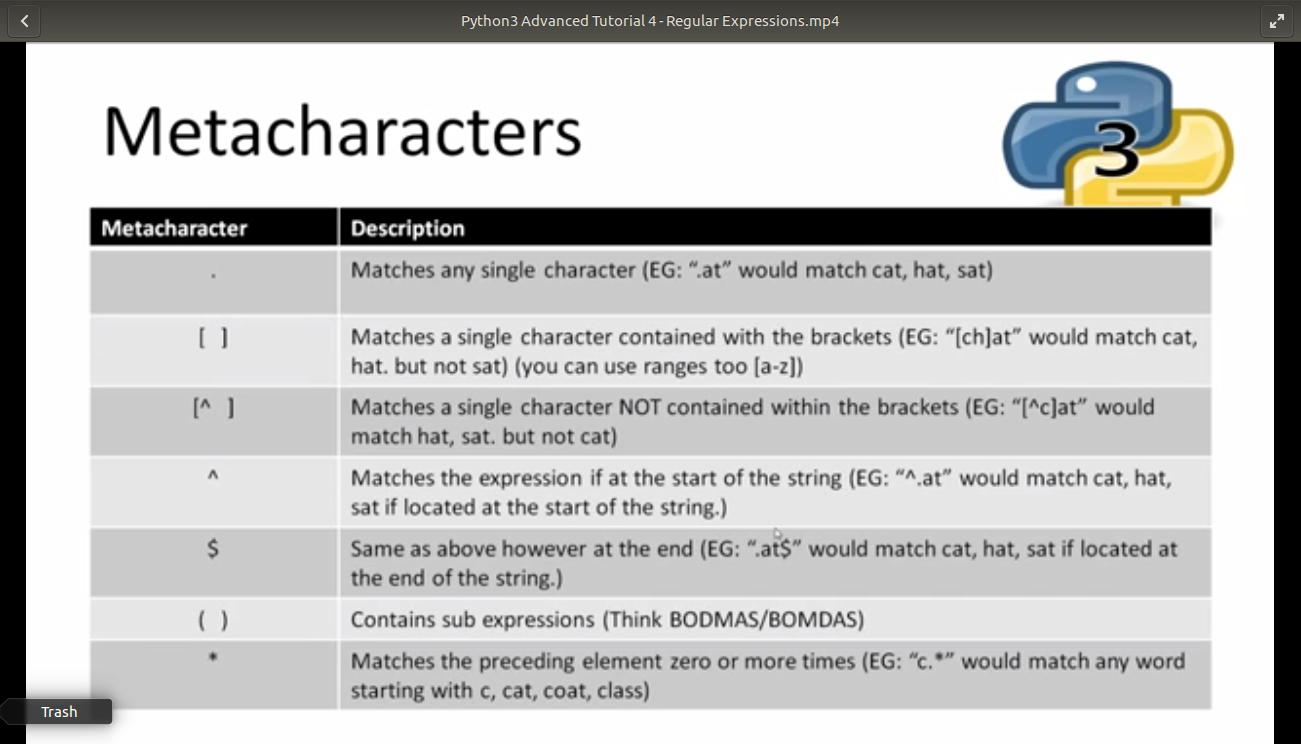 Python3 Advanced Tutorial 4 - Regular Expressions.mp4
Metacharacters
3
Metacharacter Description
. Matches any single character (EG: “.at” would match cat, hat, sat)
[ ] Matches a single character contained with the brackets (EG: “[ch]at” would match cat,
hat. but not sat) (you can use ranges too [a-z])
[^ ] Matches a single character NOT contained within the brackets (EG: “[^c]at” would
match hat, sat. but not cat)
^ Matches the expression if at the start of the string (EG: “^.at” would match cat, hat,
sat if located at the start of the string.)
$ Same as above however at the end (EG: “.at$” would match cat, hat, sat if located at
the end of the string.)
( ) Contains sub expressions (Think BODMAS/BOMDAS)
* Matches the preceding element zero or more times (EG: “c.*” would match any word
starting with c, cat, coat, class)
Trash